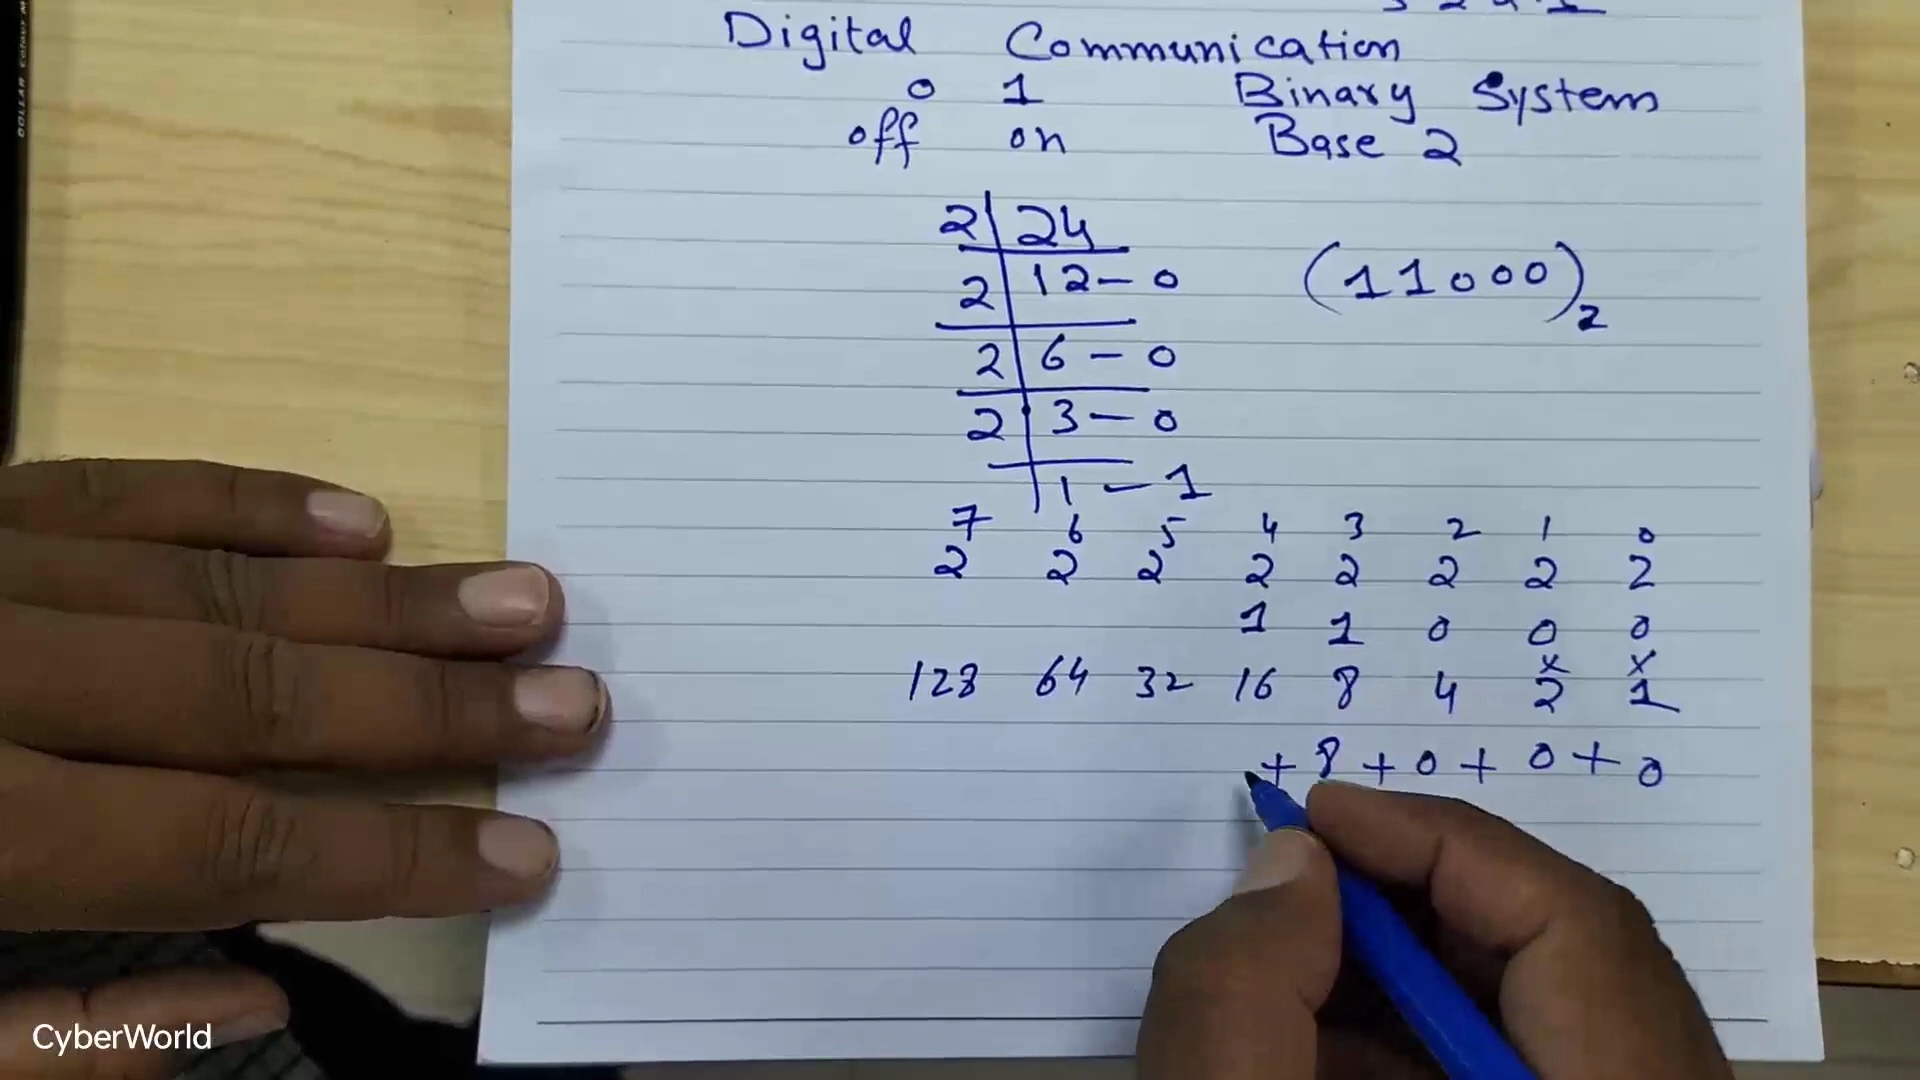 Digital Communication
0 1 Binary System
off on Base 2
2 24
2 12 - 0 (11000)2
2 6 - 0
2 3 - 0
1 - 1
7 6 5 4 3 2 1 0
2 2 2 2 2 2 2 2
1 1 0 0 0
x x
128 64 32 16 8 4 2 1
+ 8 + 0 + 0 + 0
CyberWorld